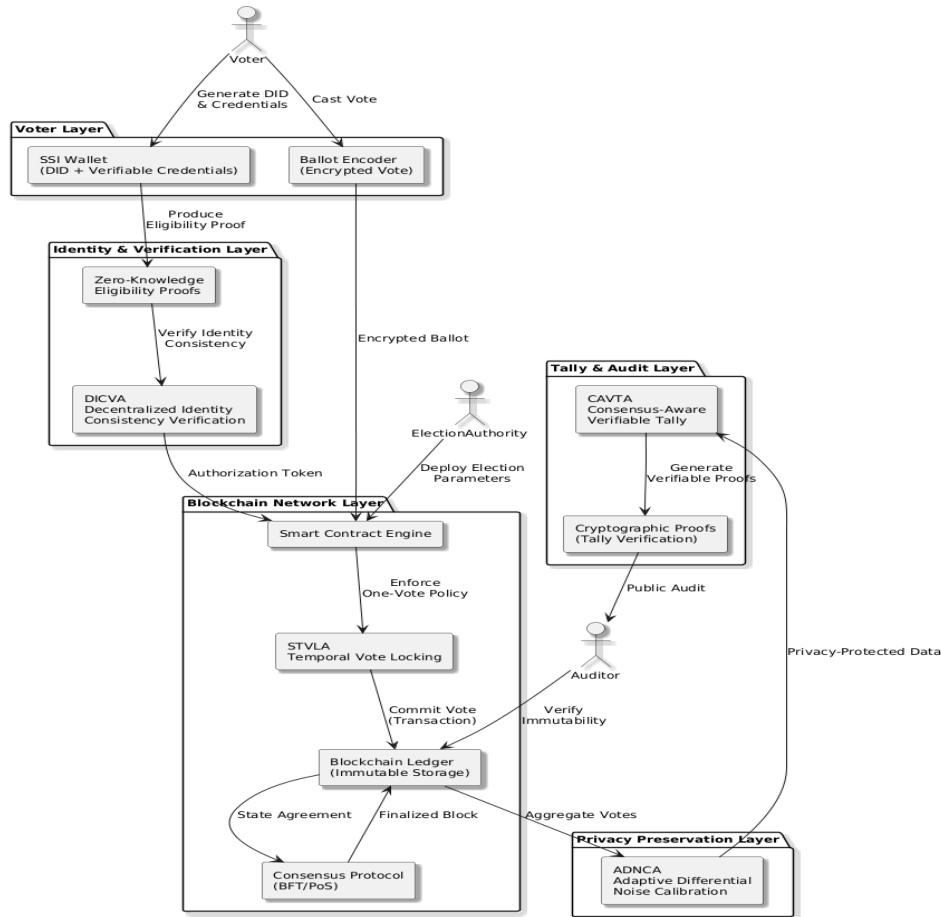 Voter
Generate DID
& Credentials
Cast Vote
Voter Layer
SSI Wallet
(DID + Verifiable Credentials)
Ballot Encoder
(Encrypted Vote)
Produce
Eligibility Proof
Identity & Verification Layer
Zero-Knowledge
Eligibility Proofs
Verify Identity
Consistency
Encrypted Ballot
DICVA
Decentralized Identity
Consistency Verification
ElectionAuthority
Tally & Audit Layer
CAVTA
Consensus-Aware
Verifiable Tally
Authorization Token
Deploy Election
Parameters
Generate
Verifiable Proofs
Blockchain Network Layer
Smart Contract Engine
Cryptographic Proofs
(Tally Verification)
Enforce
One-Vote Policy
Public Audit
STVLA
Temporal Vote Locking
Auditor
Privacy-Protected Data
Commit Vote
(Transaction)
Verify
Immutability
Blockchain Ledger
(Immutable Storage)
State Agreement
Finalized Block
Aggregate Votes
Privacy Preservation Layer
Consensus Protocol
(BFT/PoS)
ADNCA
Adaptive Differential
Noise Calibration